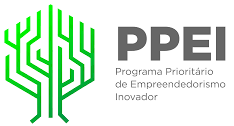 PPEI
Programa Prioritário
de Empreendedorismo
Inovador